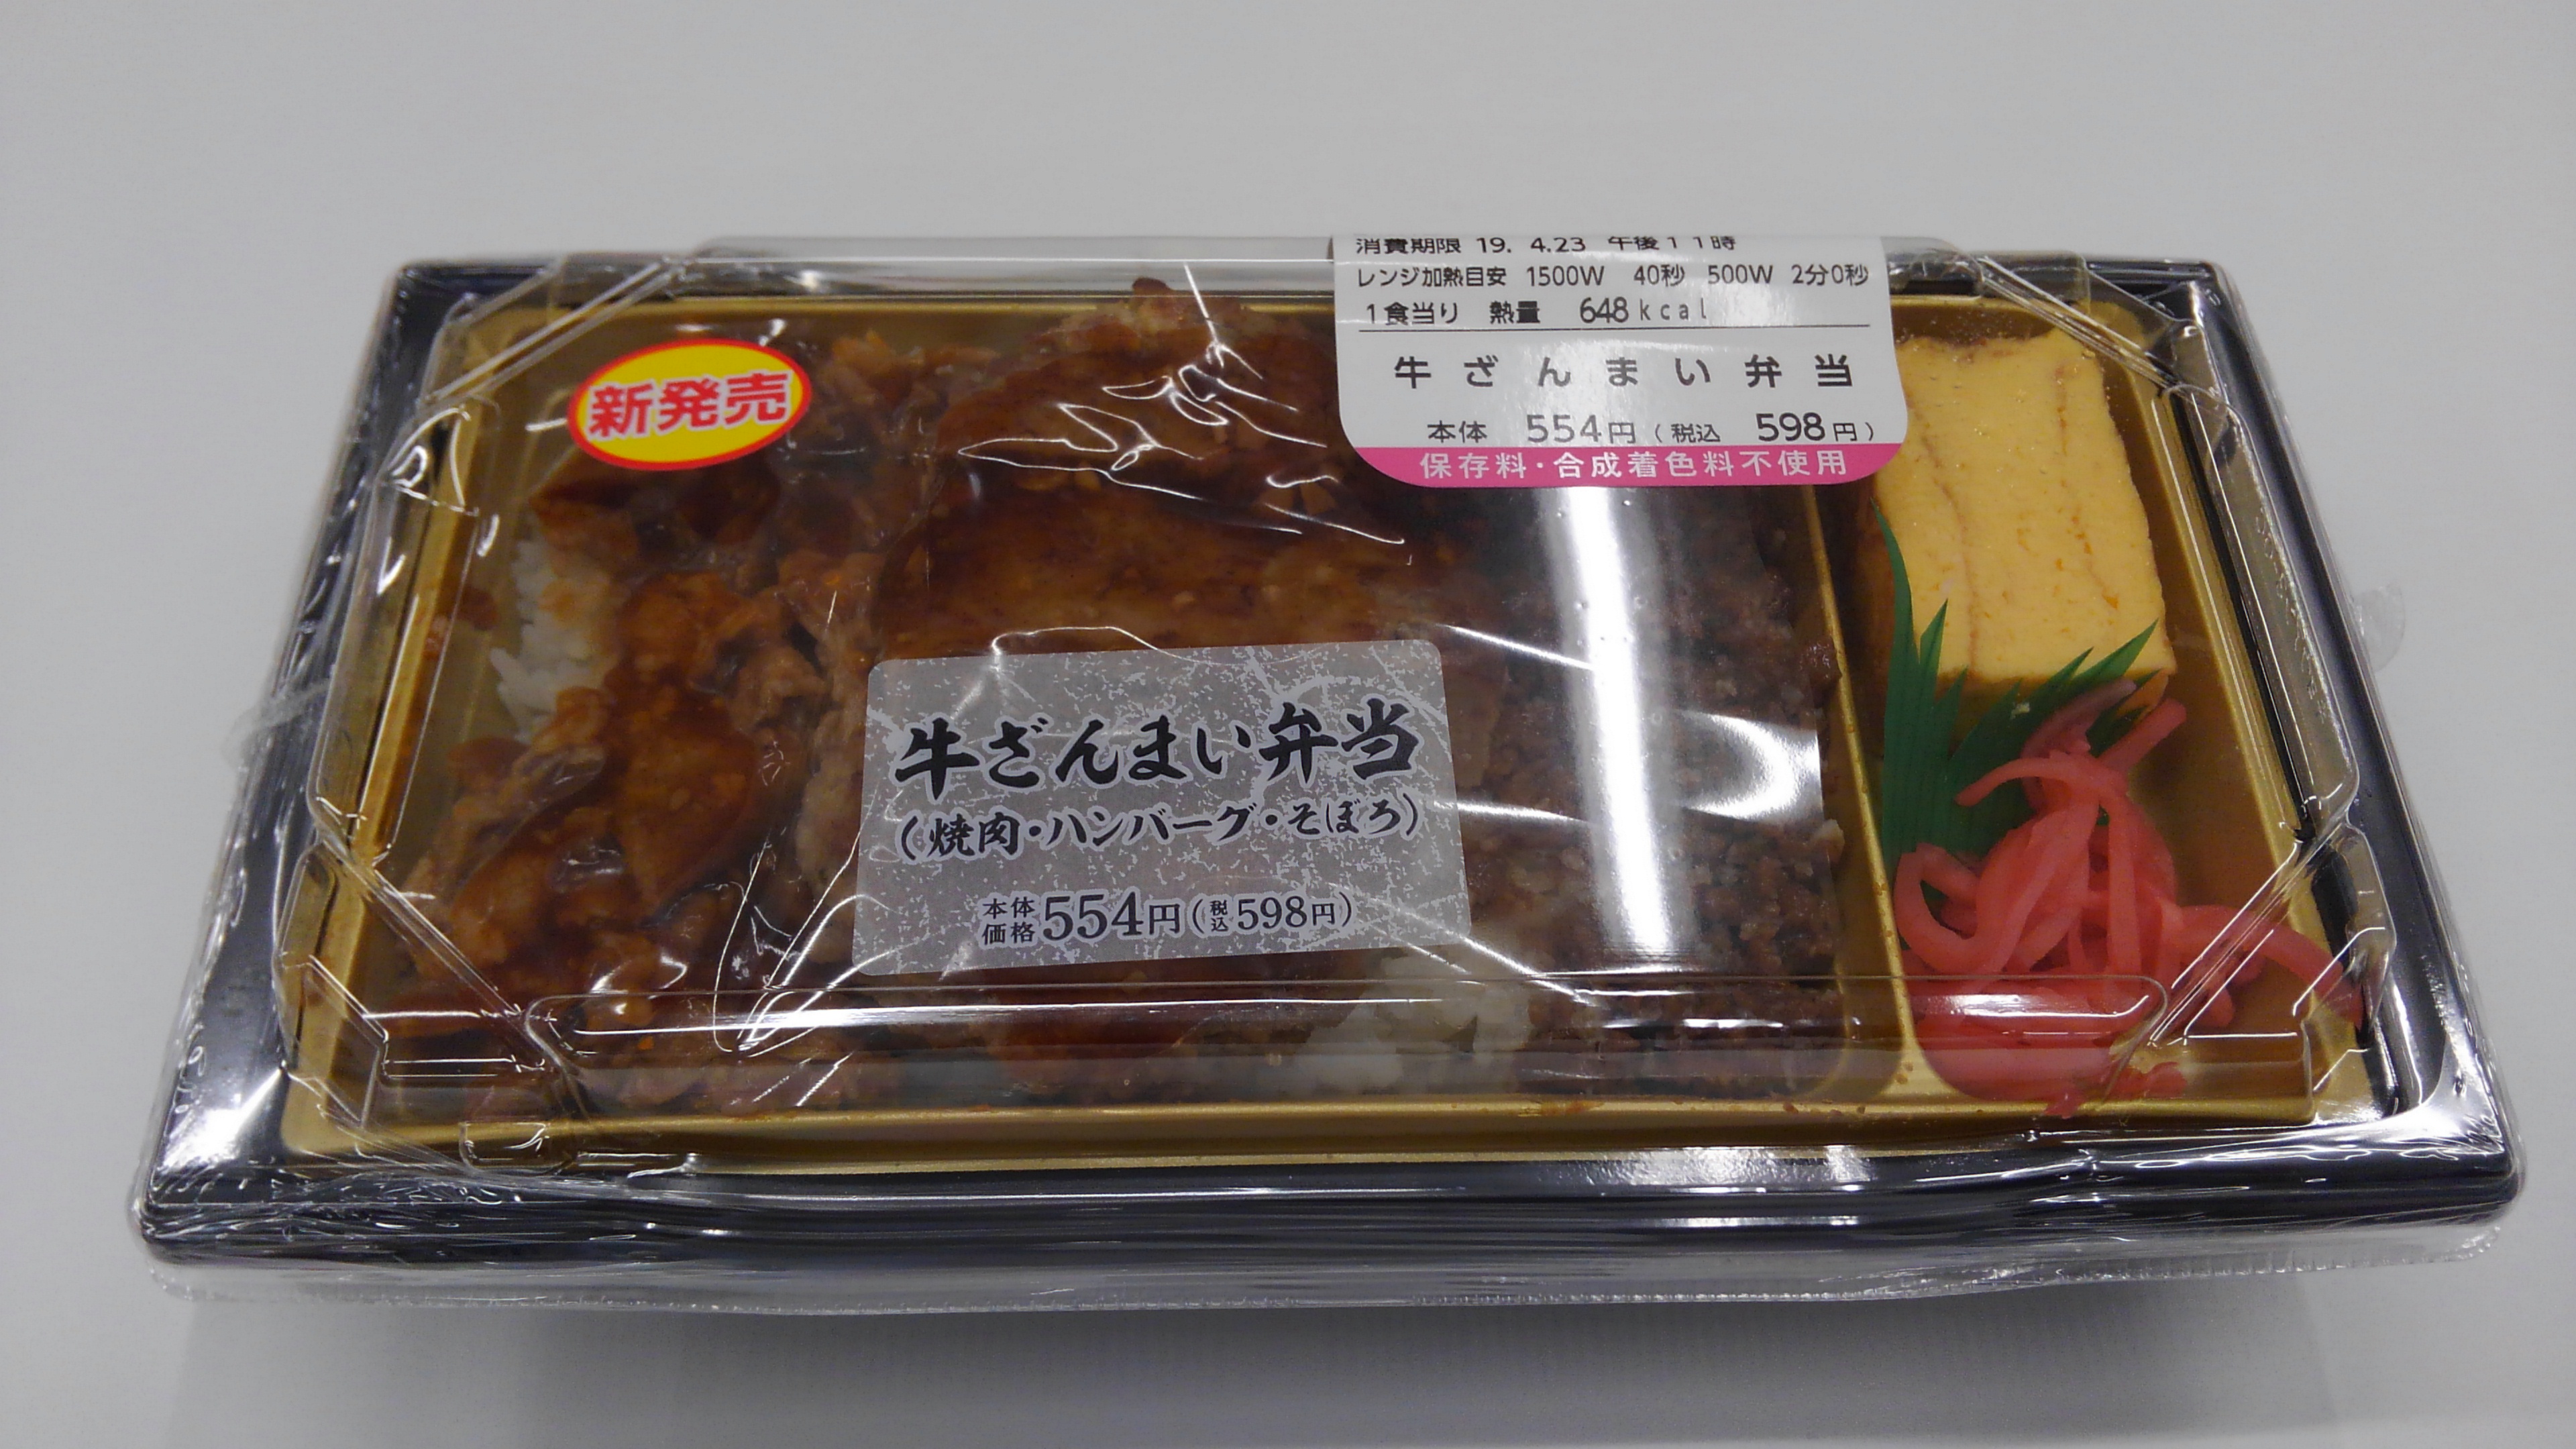 消費期限 19. 4.23 午後11時
レンジ加熱目安 1500W 40秒 500W 2分0秒
1食当り 熱量 648kcal
牛ざんまい弁当
本体 554円(税込 598円)
保存料・合成着色料不使用
新発売
牛ざんまい弁当
(焼肉・ハンバーグ・そぼろ)
本体価格554円(税込598円)